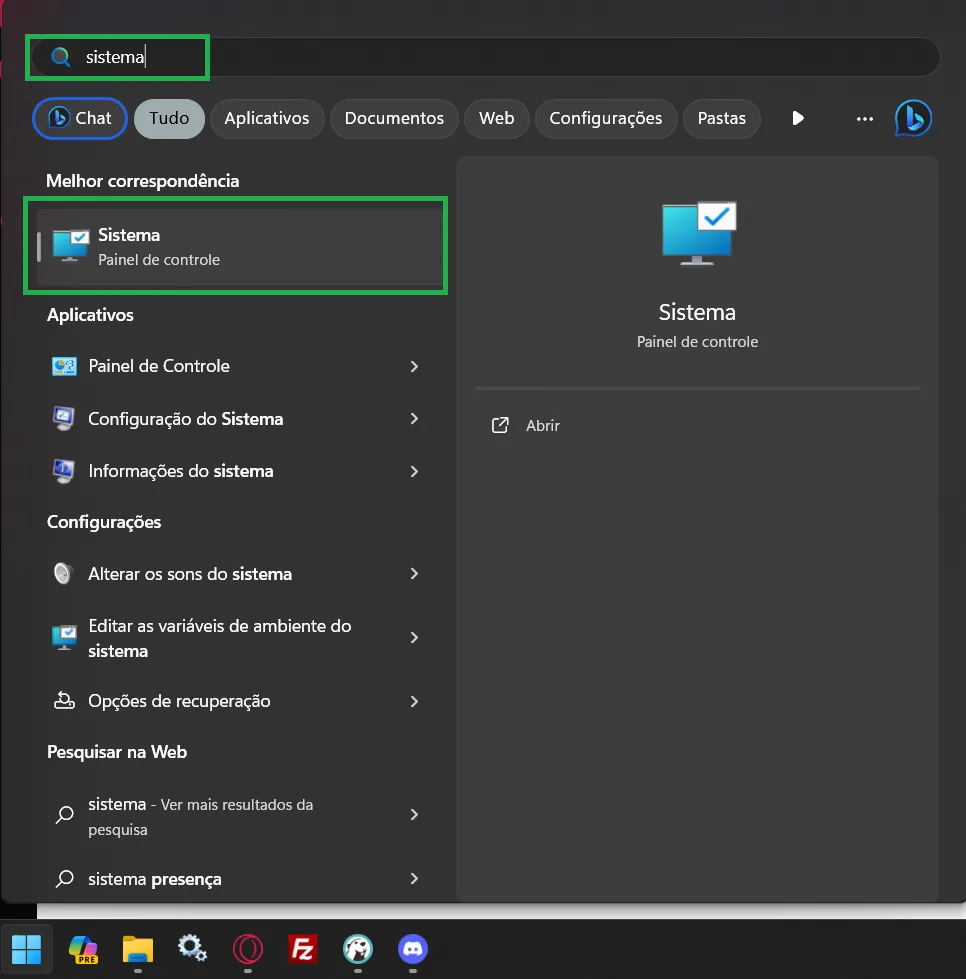 sistema
Chat
Tudo
Aplicativos
Documentos
Web
Configurações
Pastas
Melhor correspondência
Sistema
Painel de controle
Sistema
Painel de controle
Abrir
Aplicativos
Painel de Controle
Configuração do Sistema
Informações do sistema
Configurações
Alterar os sons do sistema
Editar as variáveis de ambiente do
sistema
Opções de recuperação
Pesquisar na Web
sistema - Ver mais resultados da
pesquisa
sistema presença
PRE
Fz